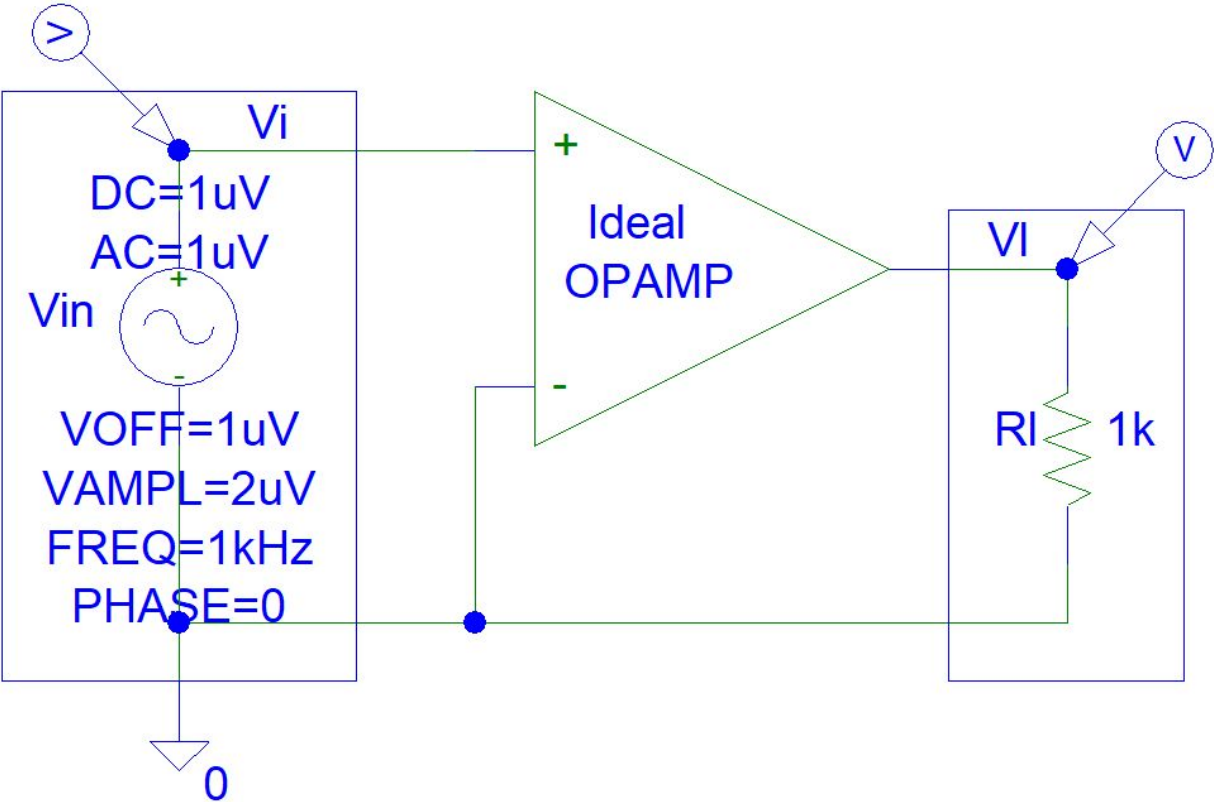 V
Vi
DC=1uV
AC=1uV
+
Vin
-
VOFF=1uV
VAMPL=2uV
FREQ=1kHz
PHASE=0
0
+
Ideal
OPAMP
-
V
Vl
Rl 1k